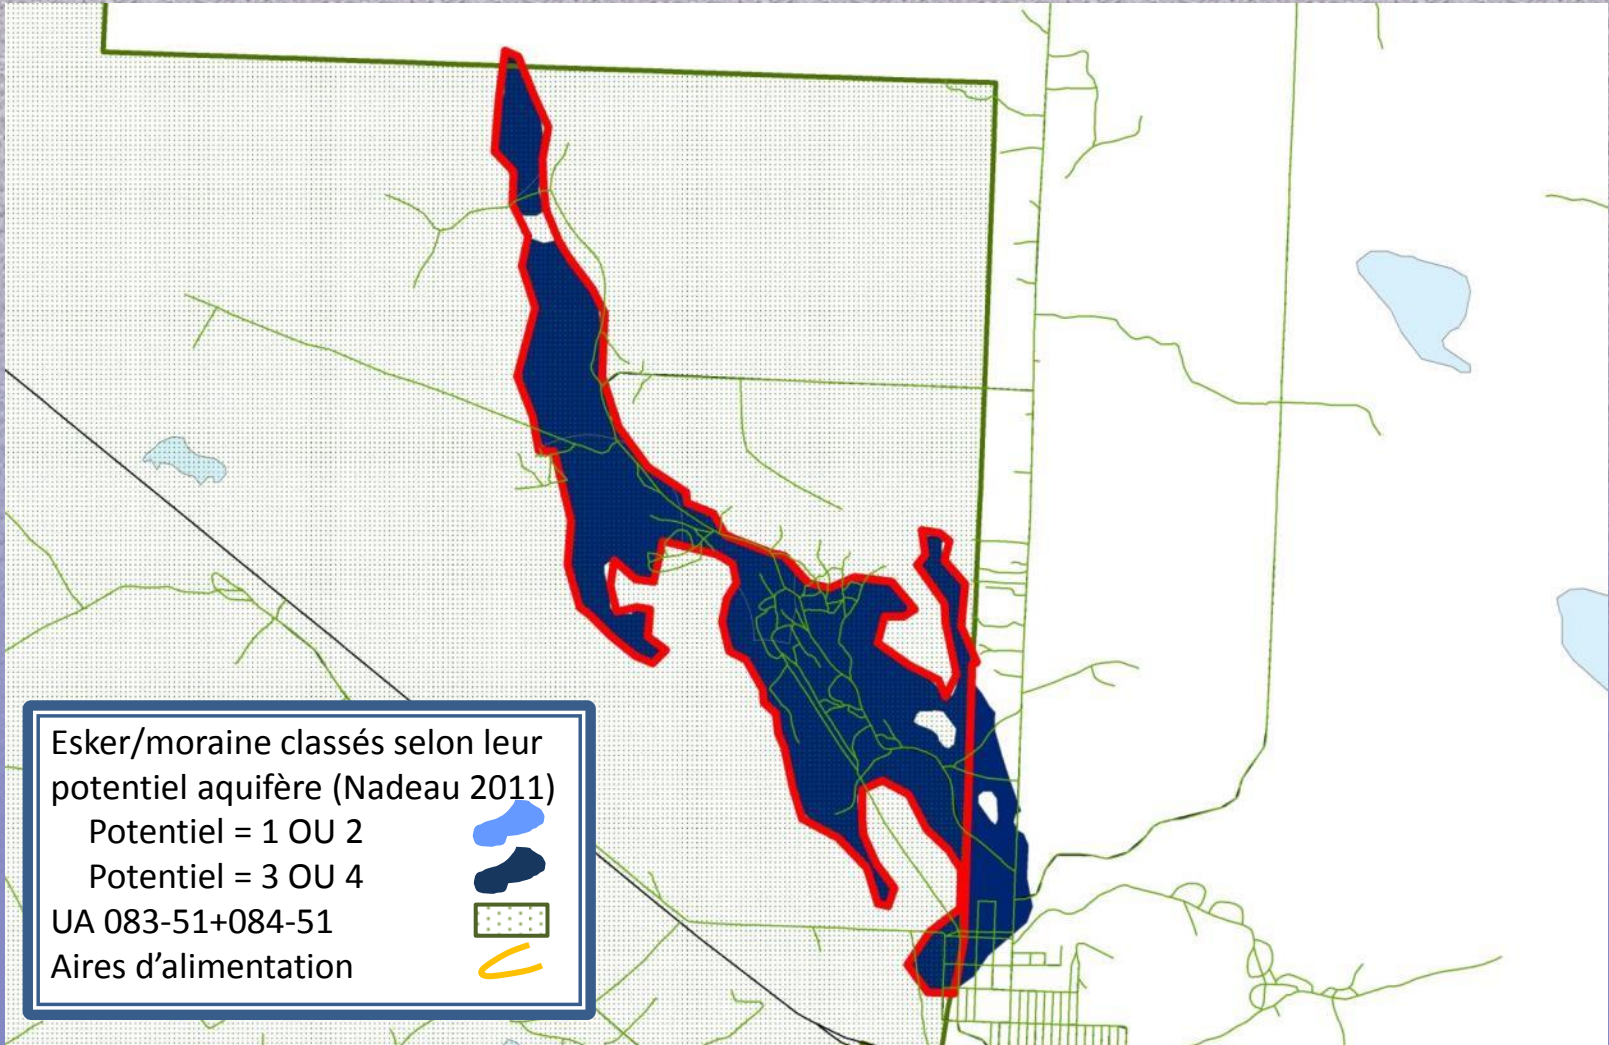 Esker/moraine classés selon leur
potentiel aquifère (Nadeau 2011)
Potentiel = 1 OU 2
Potentiel = 3 OU 4
UA 083-51+084-51
Aires d’alimentation